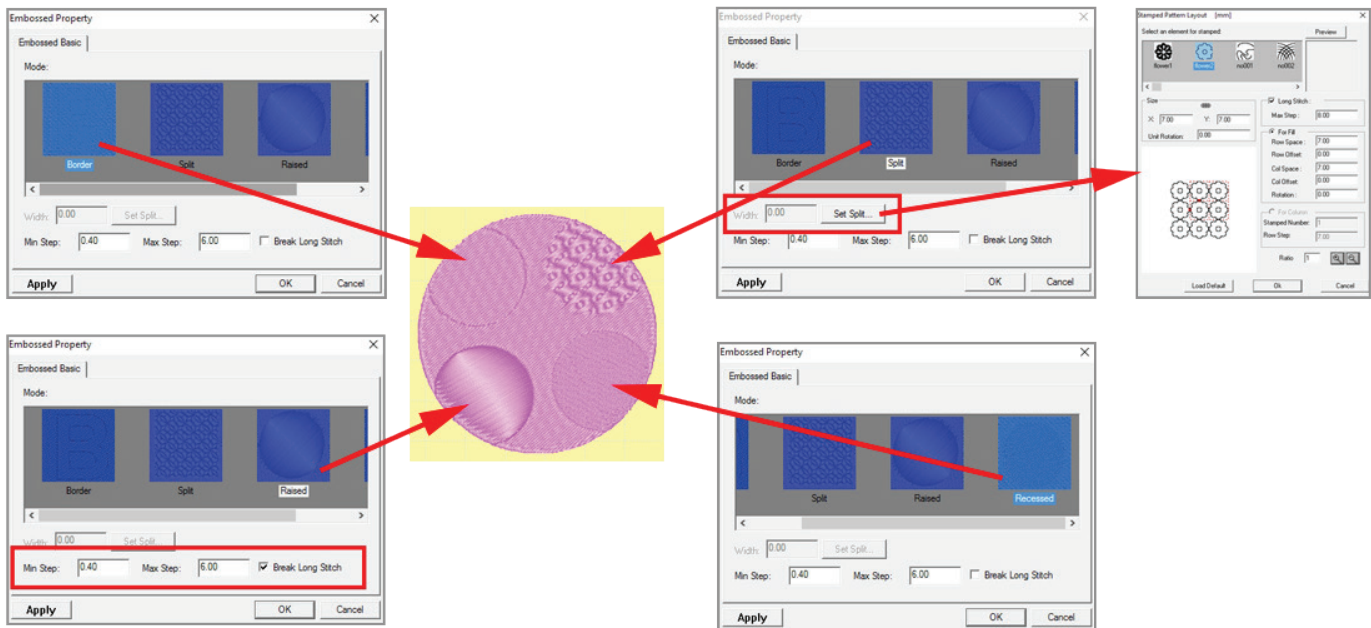 Embossed Property
Embossed Basic
Mode:
Border Split Raised
Width: 0.00 Set Split...
Min Step: 0.40 Max Step: 6.00 Break Long Stitch
Apply OK Cancel
Embossed Property
Embossed Basic
Mode:
Border Split Raised
Width: 0.00 Set Split...
Min Step: 0.40 Max Step: 6.00 Break Long Stitch
Apply OK Cancel
Stamped Pattern Layout [mm]
Select an element for stamped Preview
flower1 flower2 no001 no002
Size
X: 7.00 Y: 7.00
Unit Rotation: 0.00
Long Stitch:
Max Step: 8.00
For Fill
Row Space: 7.00
Row Offset: 0.00
Col Space: 7.00
Col Offset: 0.00
Rotation: 0.00
For Column
Stamped Number: 1
Row Step: 7.00
Ratio 1
Load Default Ok Cancel
Embossed Property
Embossed Basic
Mode:
Border Split Raised
Width: 0.00 Set Split...
Min Step: 0.40 Max Step: 6.00 Break Long Stitch
Apply OK Cancel
Embossed Property
Embossed Basic
Mode:
Split Raised Recessed
Width: 0.00 Set Split...
Min Step: 0.40 Max Step: 6.00 Break Long Stitch
Apply OK Cancel